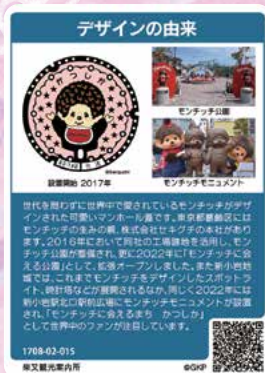 デザインの由来
設置開始 2017年
モンチッチ公園
モンチッチモニュメント
世代を問わずに世界中で愛されているモンチッチがデ
ザインされた可愛いマンホール蓋です。東京都葛飾区には
モンチッチの生みの親、株式会社セキグチの本社があり
ます。2016年において同社の工場跡地を活用し、モン
チッチ公園が整備され、更に2022年に「モンチッチに会
える公園」として、拡張オープンしました。また新小岩地
域では、これまでモンチッチをデザインしたスポットラ
イト、時計塔などが展開されるなか、同じく2022年には
新小岩駅北口駅前広場にモンチッチモニュメントが設置
され、「モンチッチに会えるまち かつしか」
として世界中のファンが注目しています。
1708-02-015
柴又観光案内所
©GKP